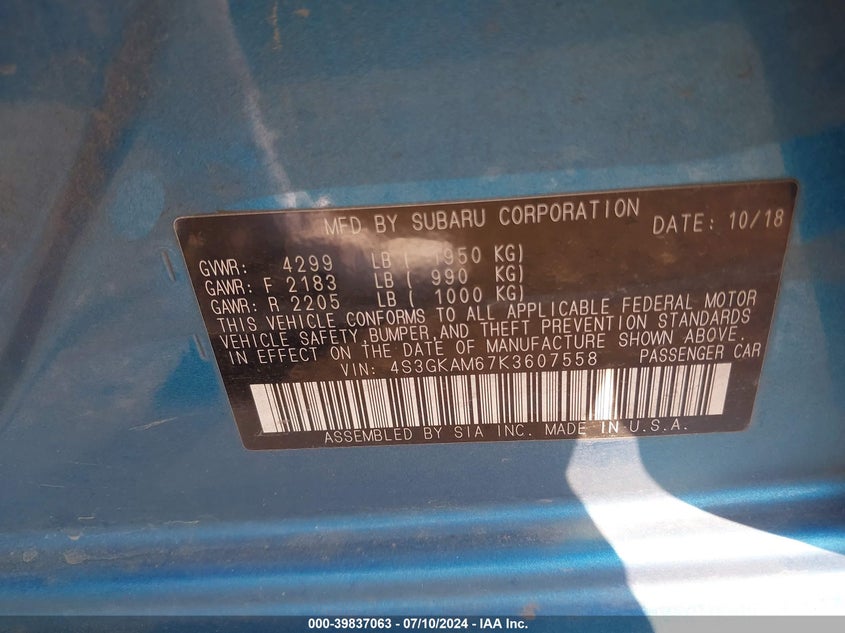 MFD BY SUBARU CORPORATION DATE: 10/18
GVWR: 4299 LB ( 1950 KG)
GAWR: F 2183 LB ( 990 KG)
GAWR: R 2205 LB ( 1000 KG)
THIS VEHICLE CONFORMS TO ALL APPLICABLE FEDERAL MOTOR
VEHICLE SAFETY,BUMPER,AND THEFT PREVENTION STANDARDS
IN EFFECT ON THE DATE OF MANUFACTURE SHOWN ABOVE.
VIN: 4S3GKAM67K3607558 PASSENGER CAR
ASSEMBLED BY SIA INC. MADE IN U.S.A.
000-39837063 - 07/10/2024 - IAA Inc.